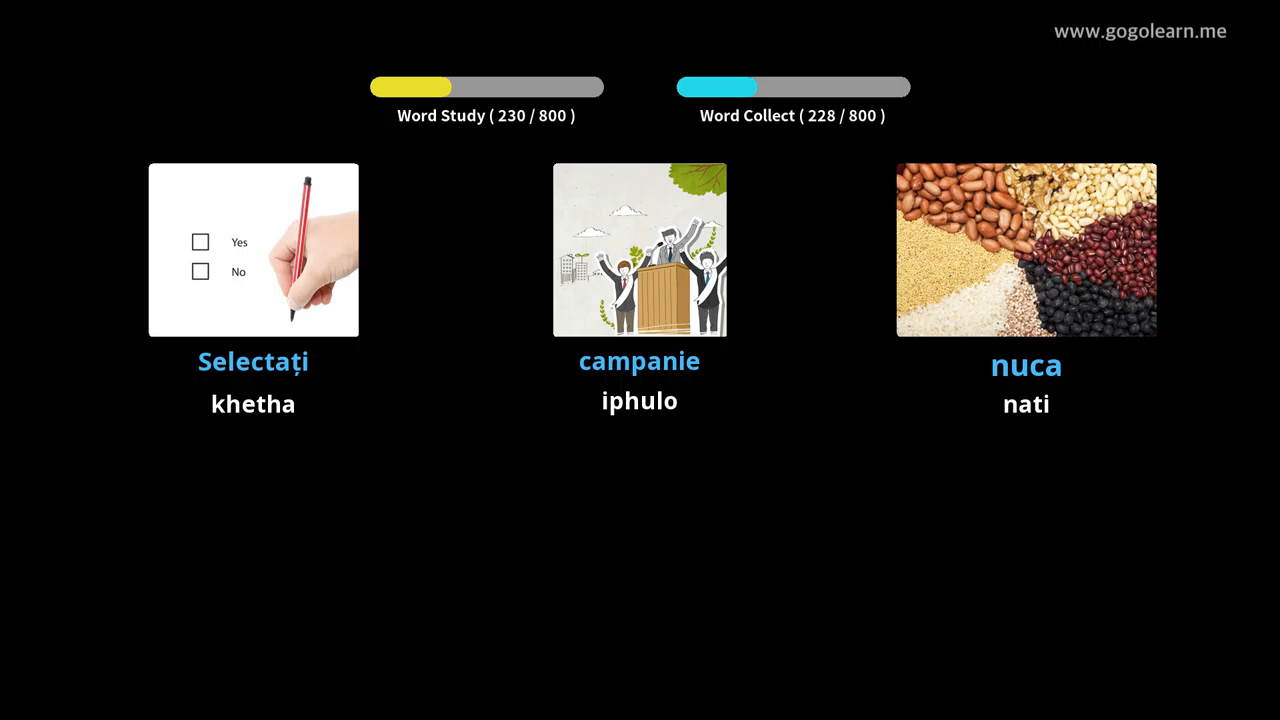 www.gogolearn.me
Word Study ( 230 / 800 )
Word Collect ( 228 / 800 )
Yes
No
Selectați
khetha
campanie
iphulo
nuca
nati